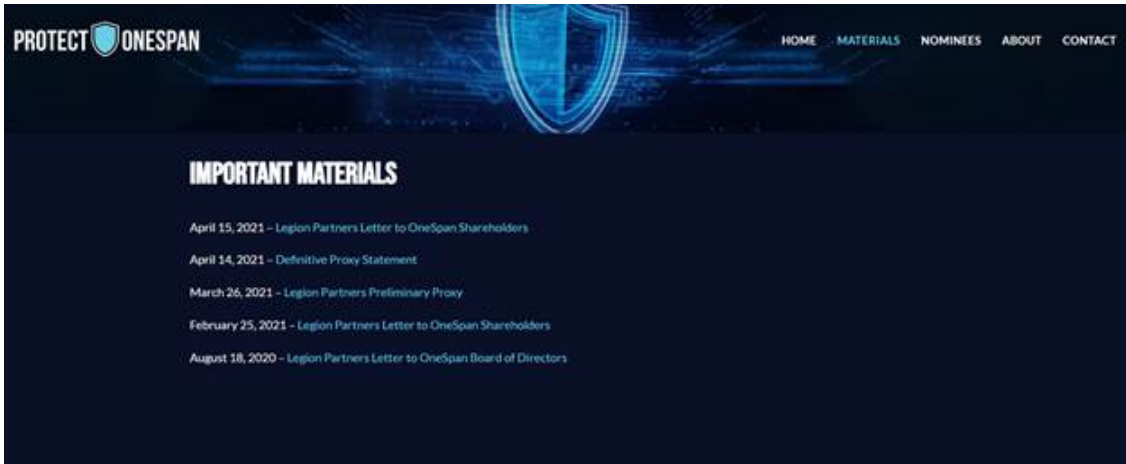 PROTECT ONESPAN
HOME MATERIALS NOMINEES ABOUT CONTACT
IMPORTANT MATERIALS
April 15, 2021 – Legion Partners Letter to OneSpan Shareholders
April 14, 2021 – Definitive Proxy Statement
March 26, 2021 – Legion Partners Preliminary Proxy
February 25, 2021 – Legion Partners Letter to OneSpan Shareholders
August 18, 2020 – Legion Partners Letter to OneSpan Board of Directors